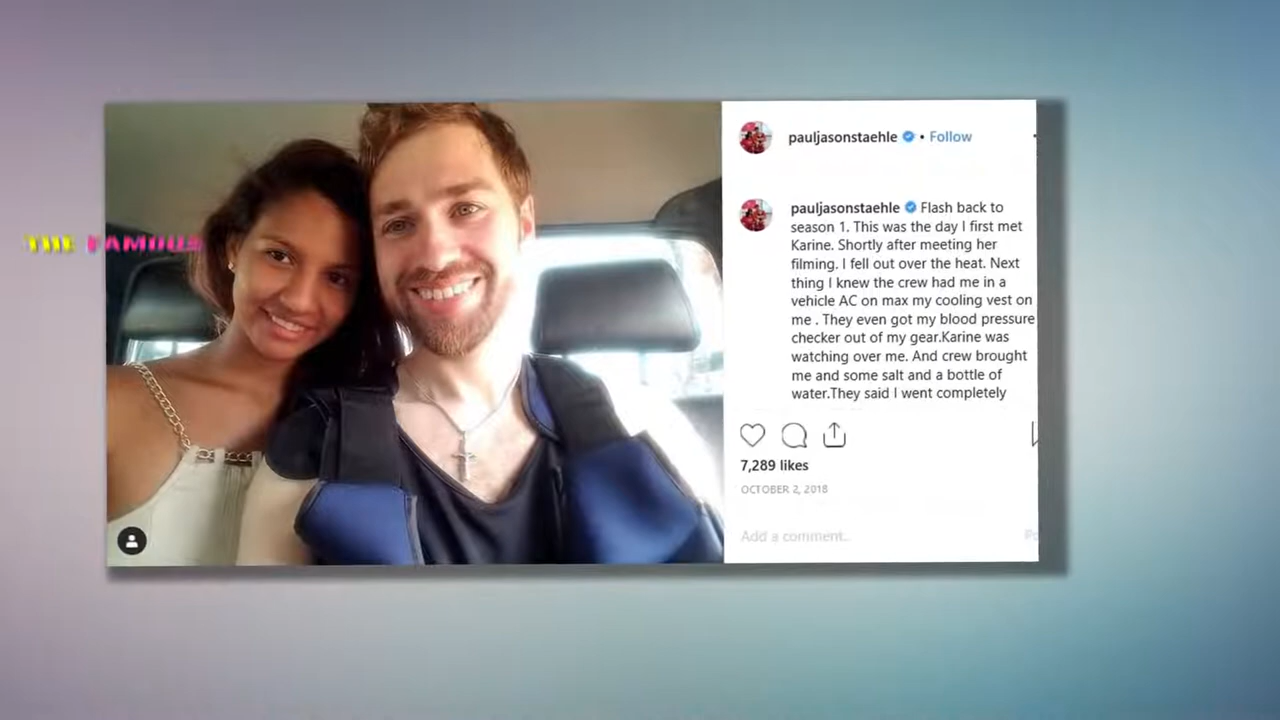 THE FAMOUS
pauljasonstaehle • Follow
pauljasonstaehle Flash back to
season 1. This was the day I first met
Karine. Shortly after meeting her
filming. I fell out over the heat. Next
thing I knew the crew had me in a
vehicle AC on max my cooling vest on
me . They even got my blood pressure
checker out of my gear.Karine was
watching over me. And crew brought
me and some salt and a bottle of
water.They said I went completely
7,289 likes
OCTOBER 2, 2018
Add a comment..